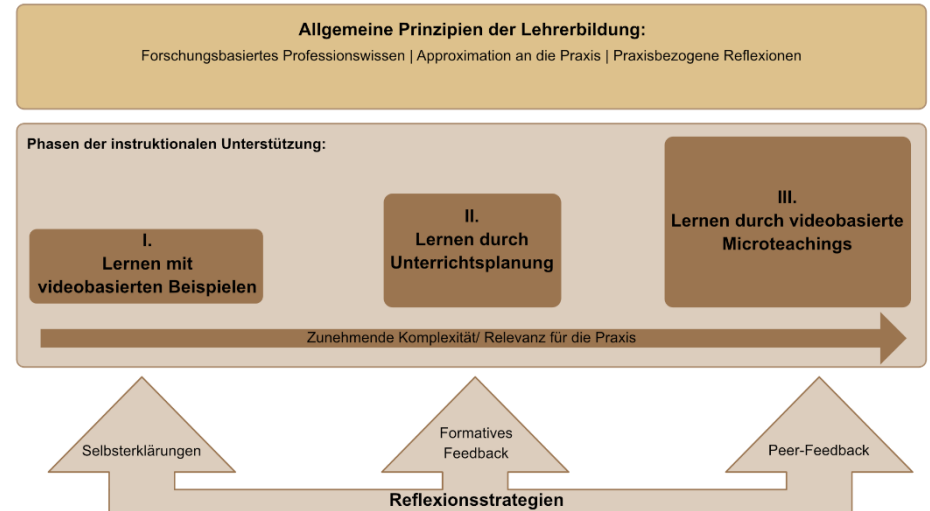 Allgemeine Prinzipien der Lehrerbildung:
Forschungsbasiertes Professionswissen | Approximation an die Praxis | Praxisbezogene Reflexionen
Phasen der instruktionalen Unterstützung:
I.
Lernen mit
videobasierten Beispielen
II.
Lernen durch
Unterrichtsplanung
III.
Lernen durch videobasierte
Microteachings
Zunehmende Komplexität/ Relevanz für die Praxis
Selbsterklärungen
Formatives
Feedback
Peer-Feedback
Reflexionsstrategien